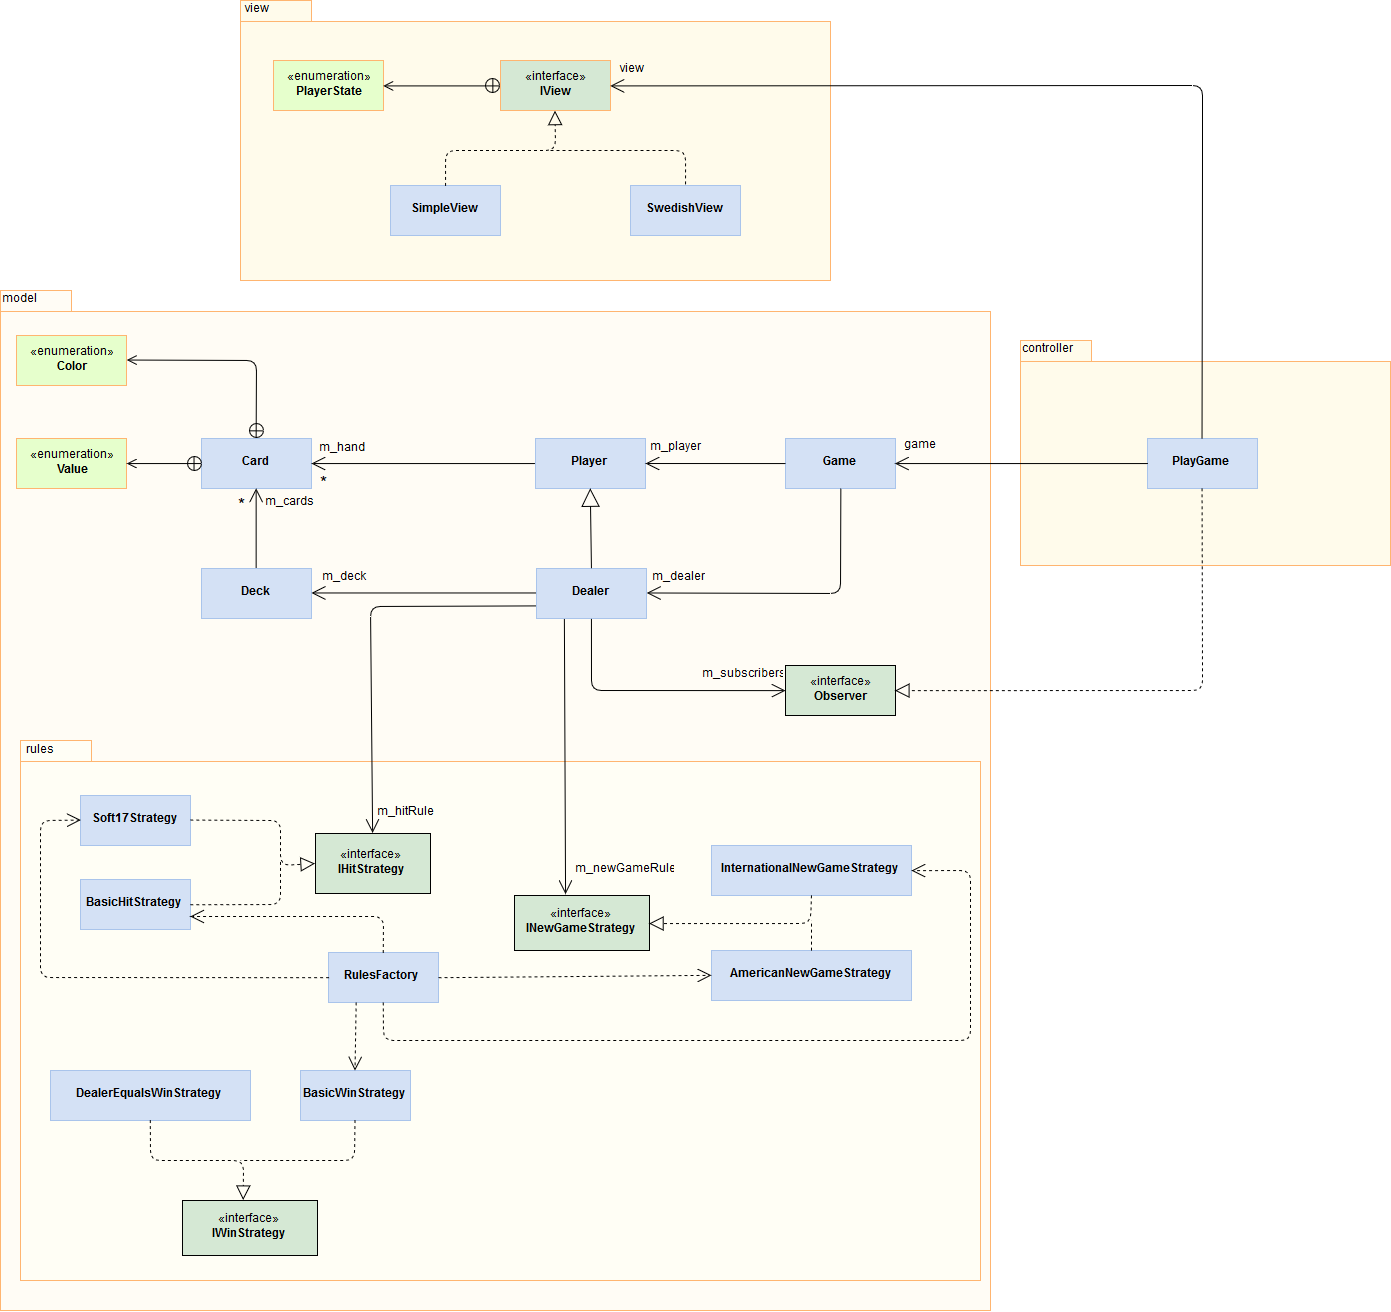 view
«enumeration»
PlayerState
«interface»
IView
view
SimpleView
SwedishView
model
«enumeration»
Color
controller
«enumeration»
Value
Card
m_hand
*
Player
m_player
Game
game
PlayGame
* m_cards
Deck
m_deck
Dealer
m_dealer
m_subscribers
«interface»
Observer
rules
Soft17Strategy
m_hitRule
«interface»
IHitStrategy
BasicHitStrategy
m_newGameRule
«interface»
INewGameStrategy
InternationalNewGameStrategy
RulesFactory
AmericanNewGameStrategy
DealerEqualsWinStrategy
BasicWinStrategy
«interface»
IWinStrategy